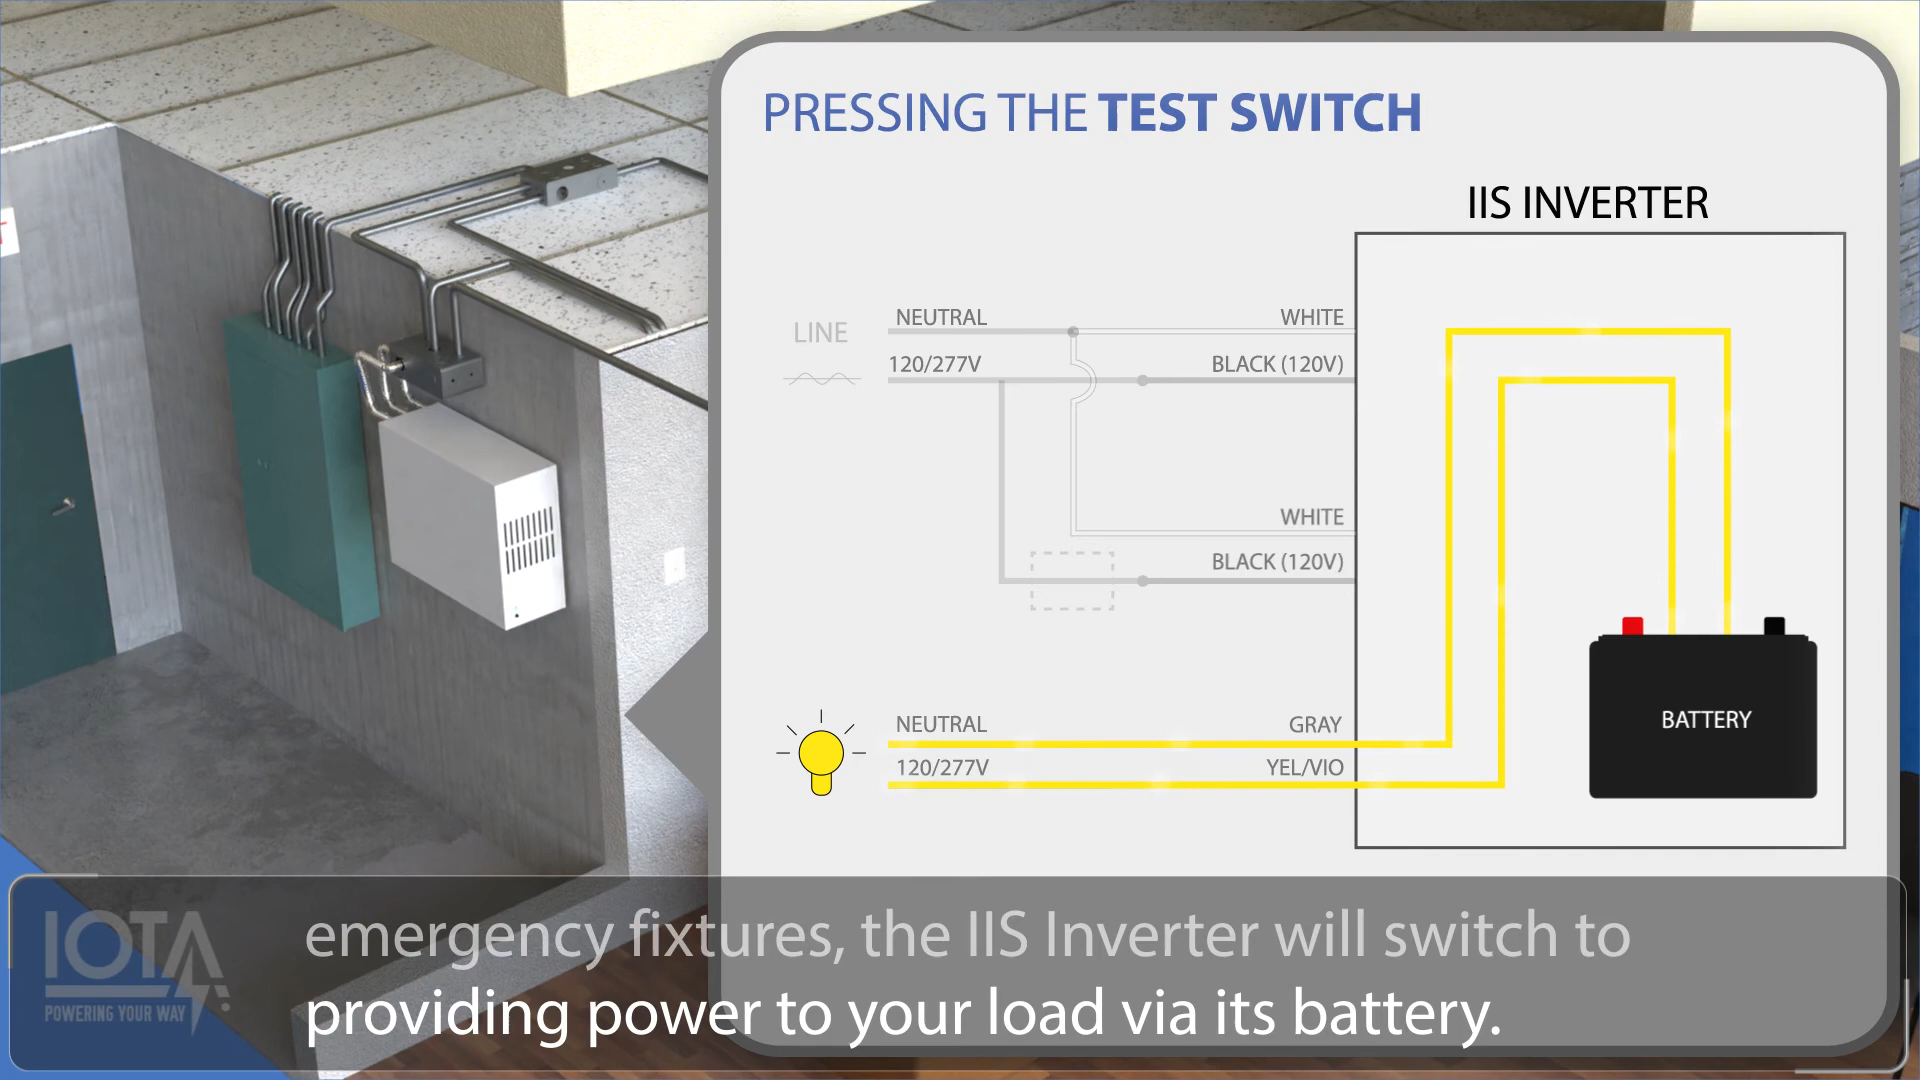 PRESSING THE TEST SWITCH
IIS INVERTER
LINE
NEUTRAL
WHITE
120/277V
BLACK (120V)
WHITE
BLACK (120V)
NEUTRAL
GRAY
120/277V
YEL/VIO
BATTERY
IOTA
POWERING YOUR WAY
emergency fixtures, the IIS Inverter will switch to
providing power to your load via its battery.